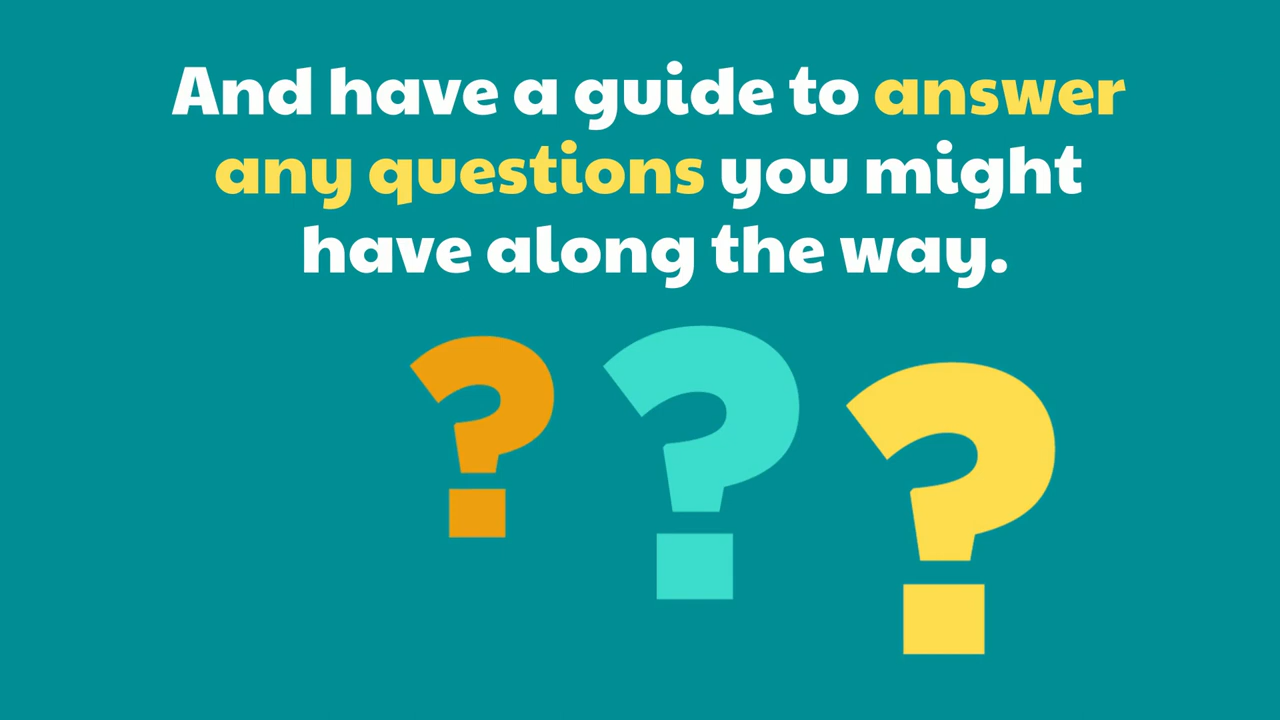 And have a guide to answer
any questions you might
have along the way.
? ? ?